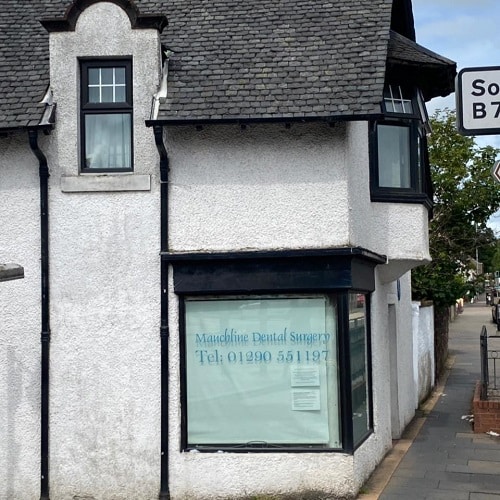 So
B7
Mauchline Dental Surgery
Tel: 01290 551197